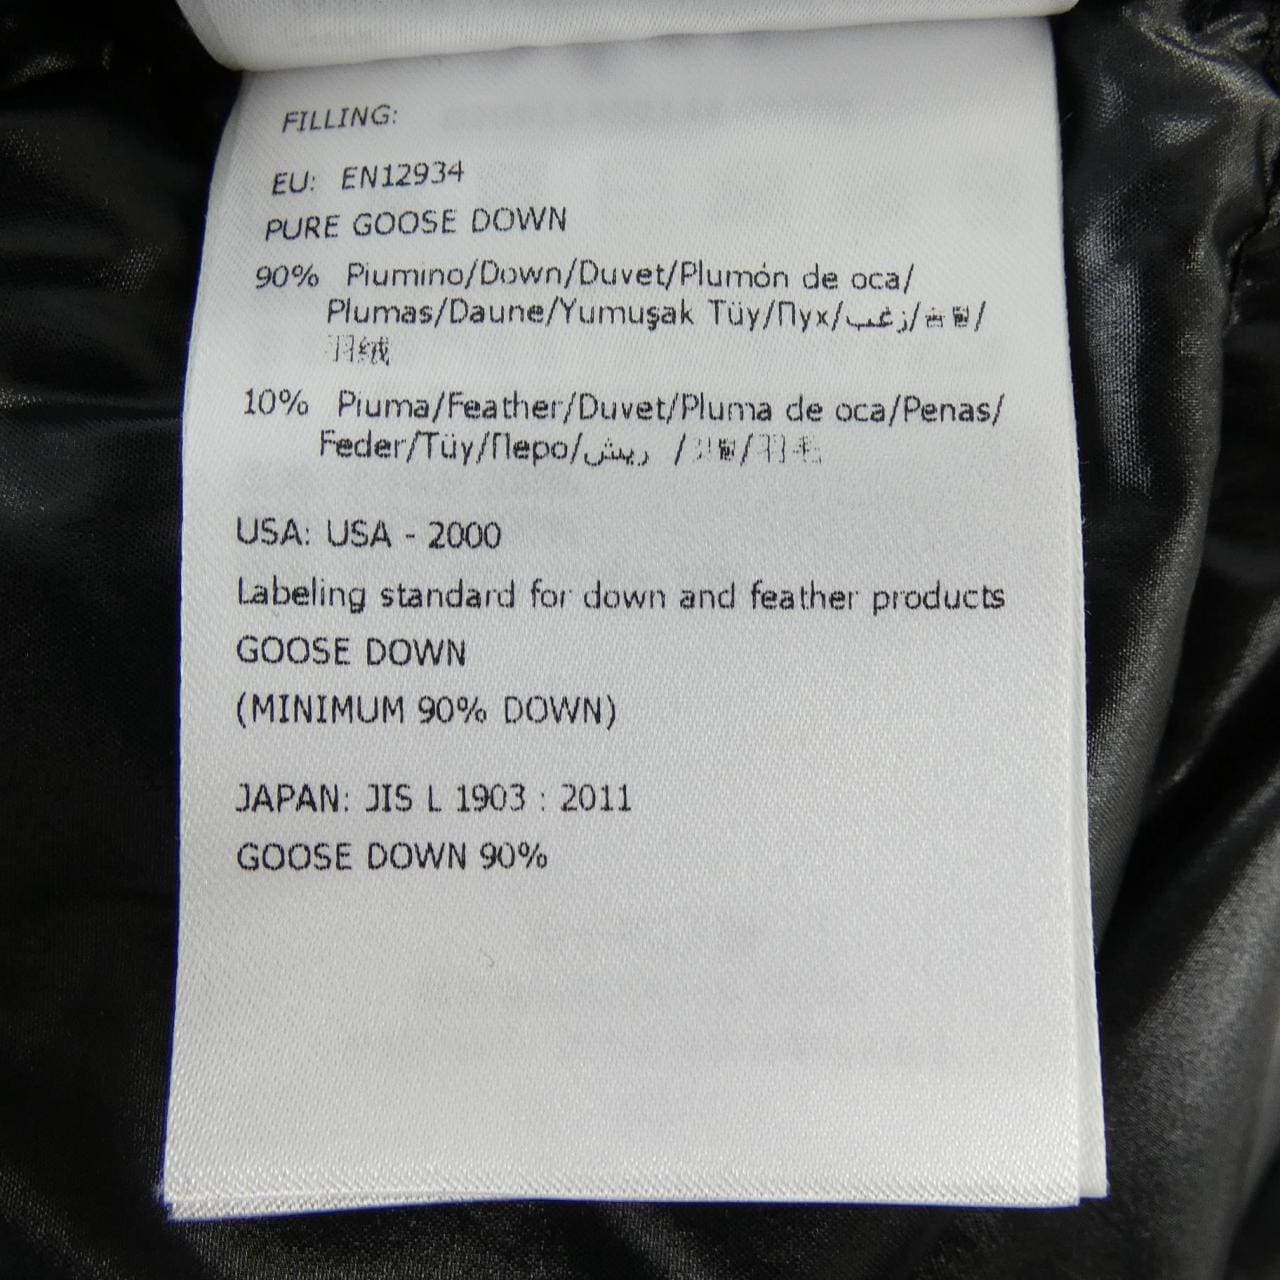 FILLING:
EU: EN12934
PURE GOOSE DOWN
90% Piumino/Down/Duvet/Plumón de oca/
Plumas/Daune/Yumuşak Tüy/Пух/زغب/
羽绒
10% Piuma/Feather/Duvet/Pluma de oca/Penas/
Feder/Tüy/Перо/ريش / /羽毛
USA: USA - 2000
Labeling standard for down and feather products
GOOSE DOWN
(MINIMUM 90% DOWN)
JAPAN: JIS L 1903 : 2011
GOOSE DOWN 90%